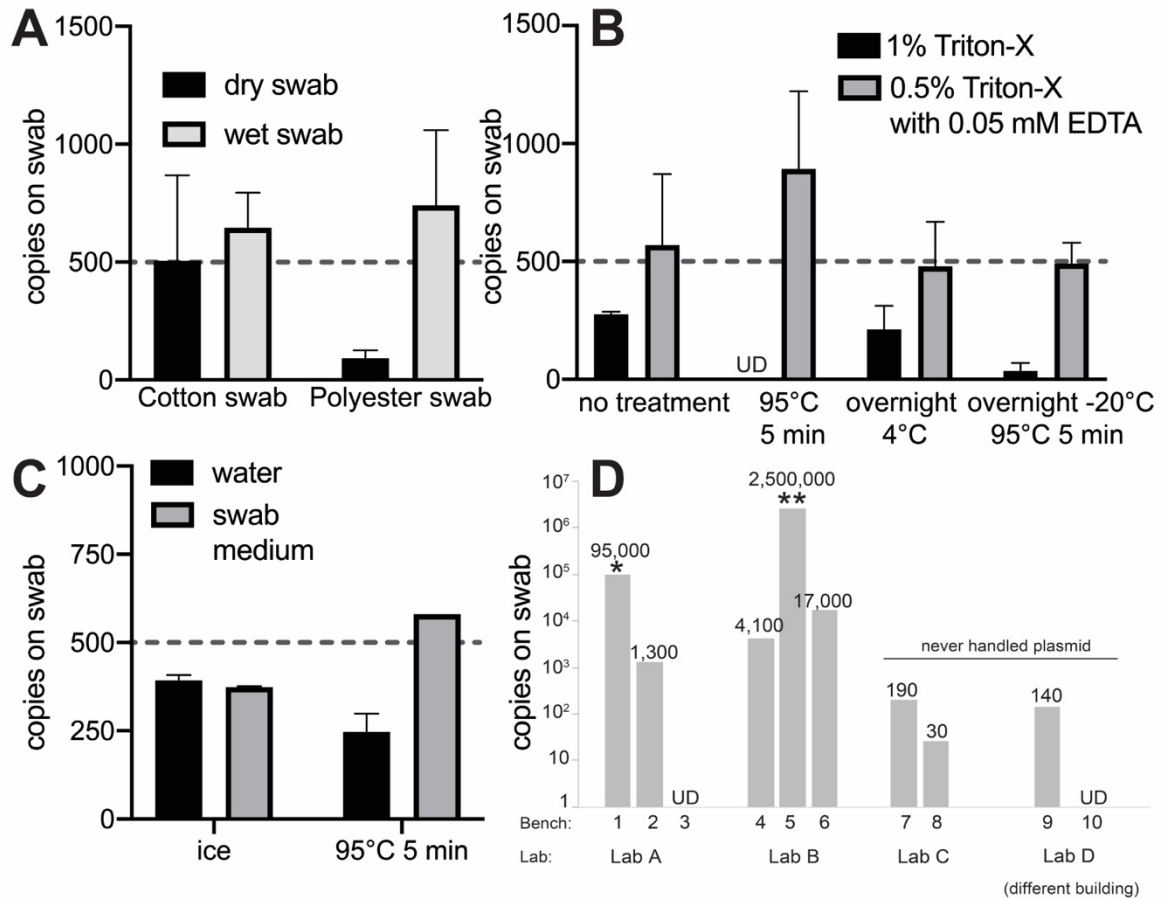 A
1500
1000
500
0
copies on swab
dry swab
wet swab
Cotton swab Polyester swab
B
1500
1000
500
0
copies on swab
1% Triton-X
0.5% Triton-X
with 0.05 mM EDTA
UD
no treatment 95°C overnight overnight -20°C
5 min 4°C 95°C 5 min
C
1000
750
500
250
0
copies on swab
water
swab
medium
ice 95°C 5 min
D
10⁷
10⁶
10⁵
10⁴
10³
10²
10
1
copies on swab
2,500,000
**
95,000
*
17,000
4,100
1,300
never handled plasmid
190
140
30
UD
UD
Bench: 1 2 3 4 5 6 7 8 9 10
Lab: Lab A Lab B Lab C Lab D
(different building)